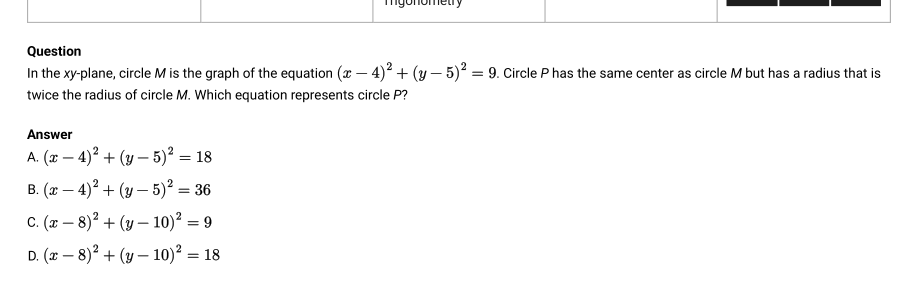 Trigonometry
Question
In the xy-plane, circle M is the graph of the equation (x − 4)² + (y − 5)² = 9. Circle P has the same center as circle M but has a radius that is
twice the radius of circle M. Which equation represents circle P?
Answer
A. (x − 4)² + (y − 5)² = 18
B. (x − 4)² + (y − 5)² = 36
C. (x − 8)² + (y − 10)² = 9
D. (x − 8)² + (y − 10)² = 18